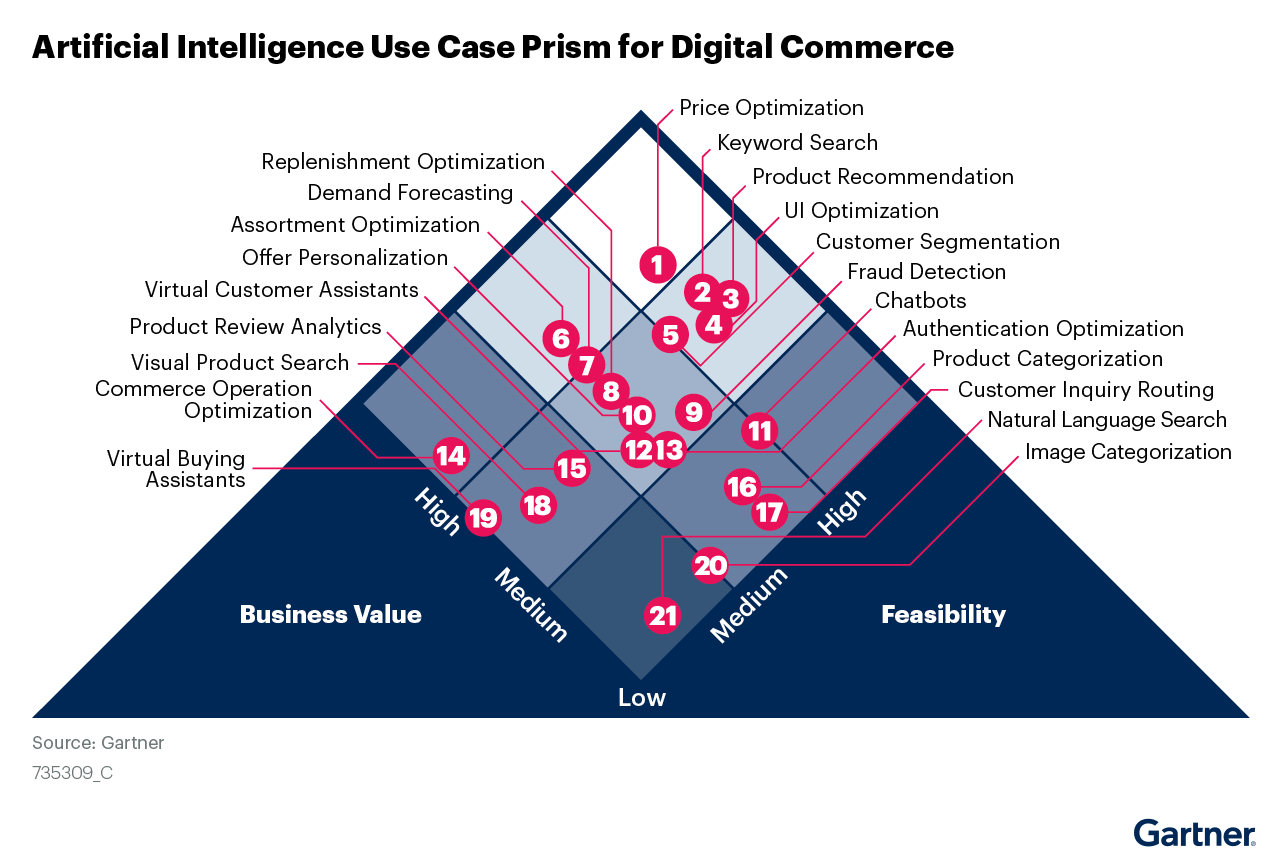 Artificial Intelligence Use Case Prism for Digital Commerce
Price Optimization
Keyword Search
Replenishment Optimization
Product Recommendation
Demand Forecasting
UI Optimization
Assortment Optimization
Customer Segmentation
Offer Personalization
Fraud Detection
Virtual Customer Assistants
Chatbots
Product Review Analytics
Authentication Optimization
Visual Product Search
Product Categorization
Commerce Operation
Optimization
Customer Inquiry Routing
Natural Language Search
Virtual Buying
Assistants
Image Categorization
1
2
3
4
5
6
7
8
9
10
11
12
13
14
15
16
17
18
19
20
21
High
High
Medium
Medium
Business Value
Feasibility
Low
Source: Gartner
735309_C
Gartner®